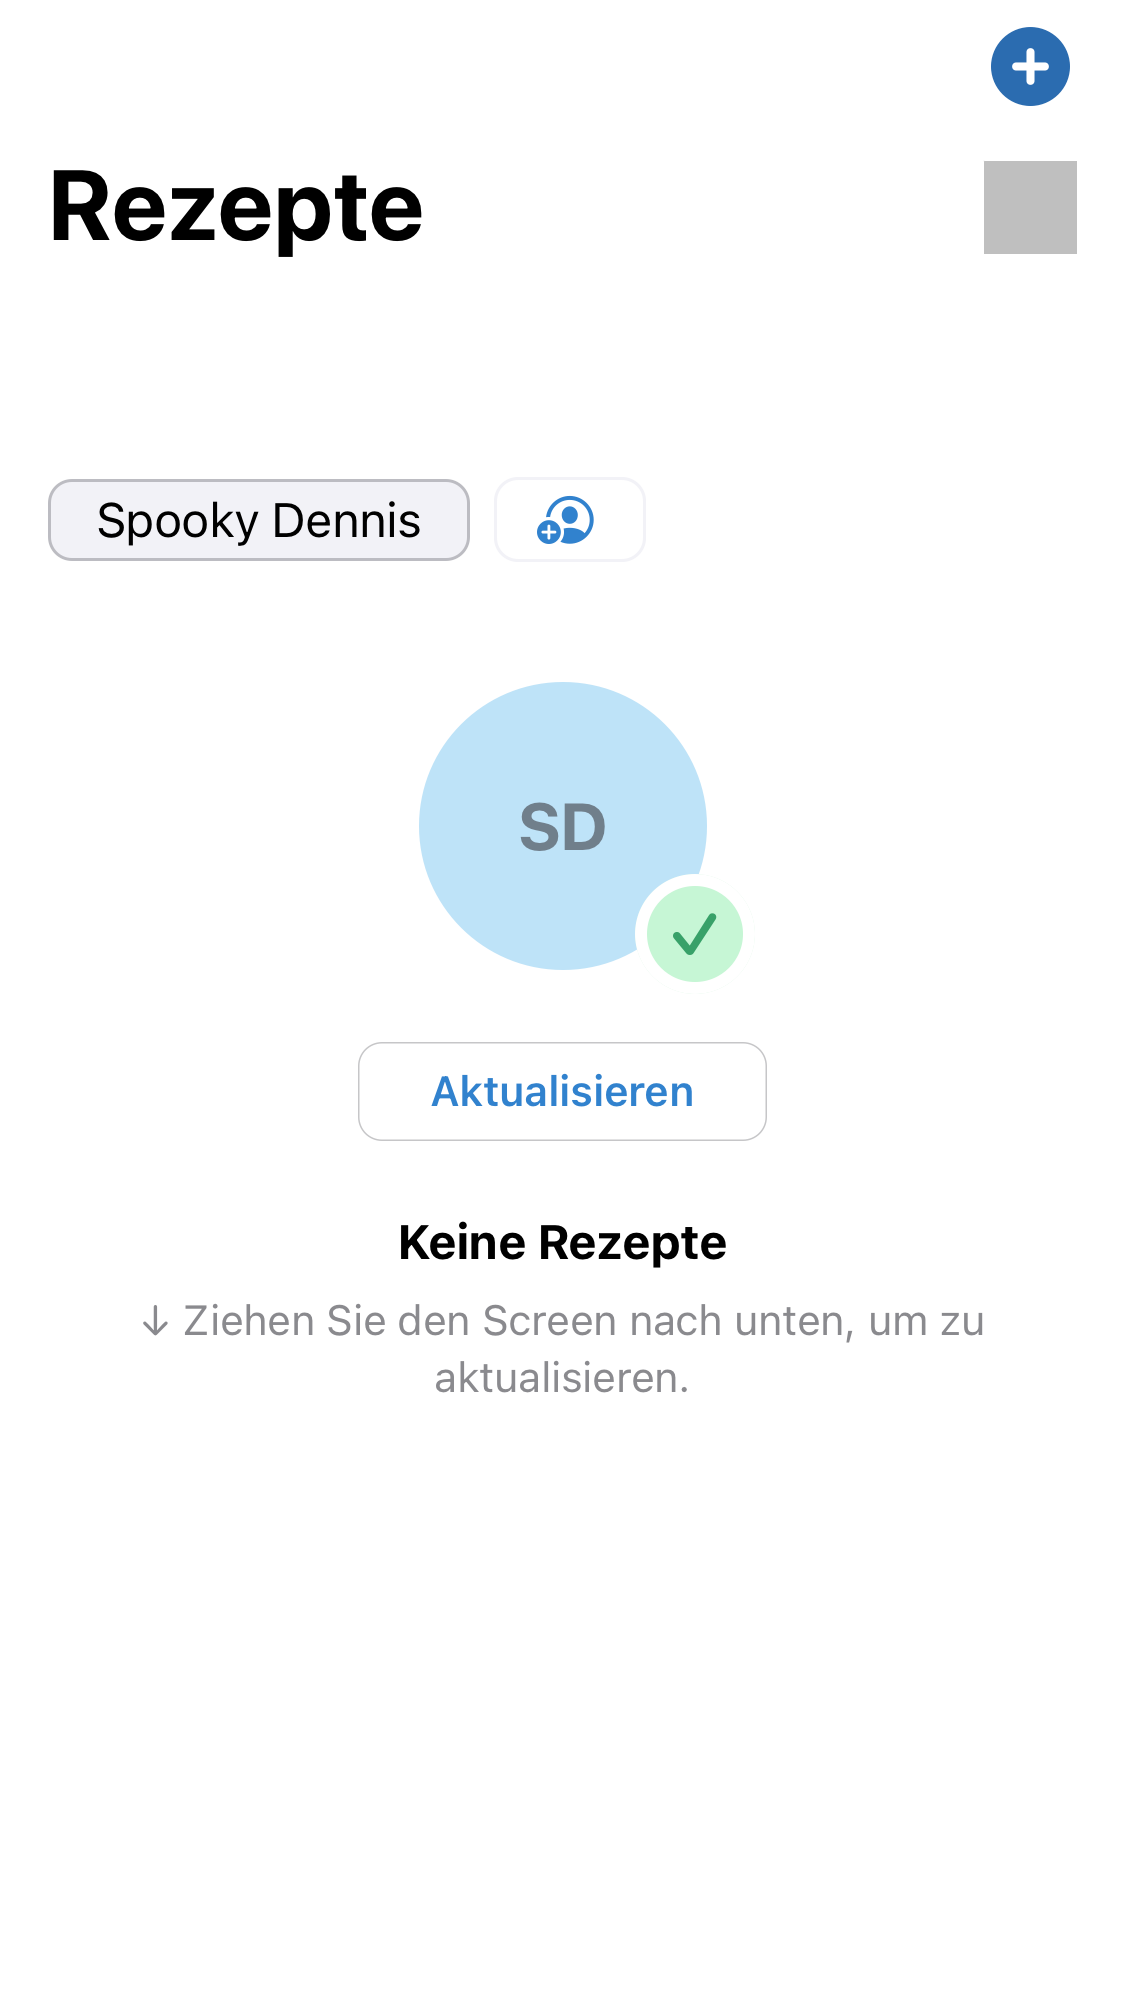 Rezepte
Spooky Dennis
SD
Aktualisieren
Keine Rezepte
↓ Ziehen Sie den Screen nach unten, um zu
aktualisieren.